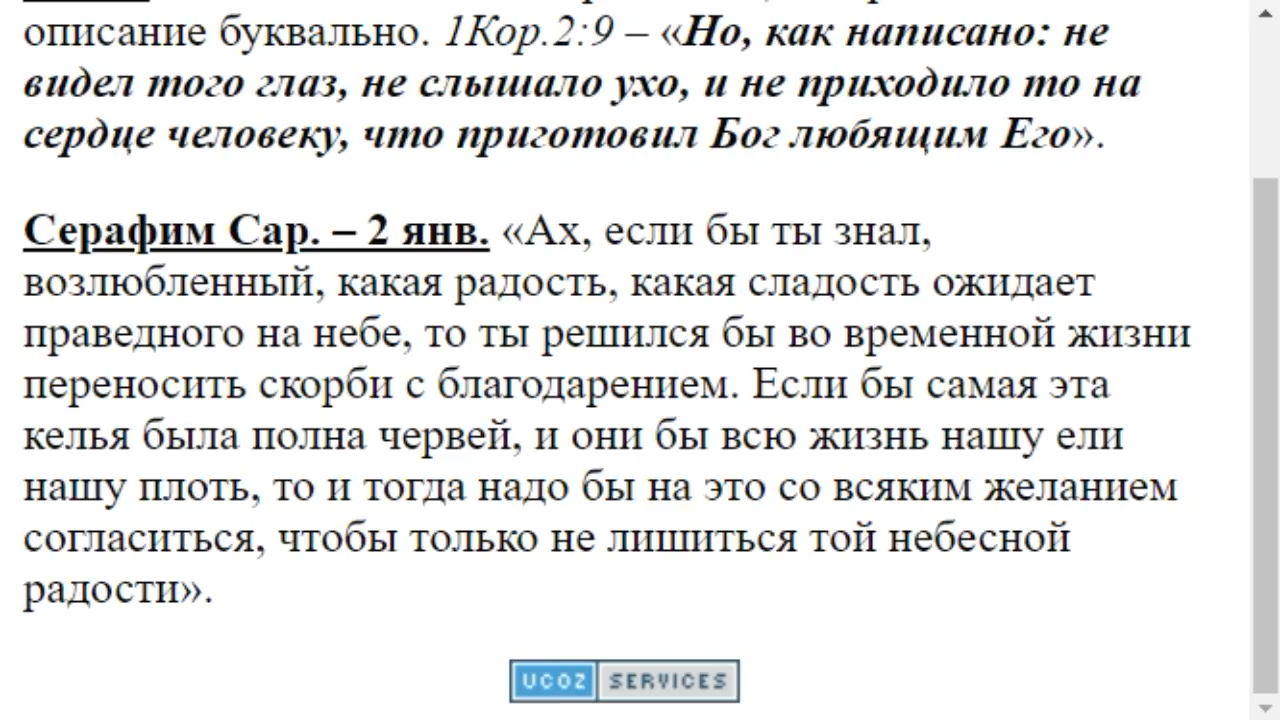 описание буквально. 1Кор.2:9 – «Но, как написано: не
видел того глаз, не слышало ухо, и не приходило то на
сердце человеку, что приготовил Бог любящим Его».
Серафим Сар. – 2 янв. «Ах, если бы ты знал,
возлюбленный, какая радость, какая сладость ожидает
праведного на небе, то ты решился бы во временной жизни
переносить скорби с благодарением. Если бы самая эта
келья была полна червей, и они бы всю жизнь нашу ели
нашу плоть, то и тогда надо бы на это со всяким желанием
согласиться, чтобы только не лишиться той небесной
радости».
UCOZ SERVICES